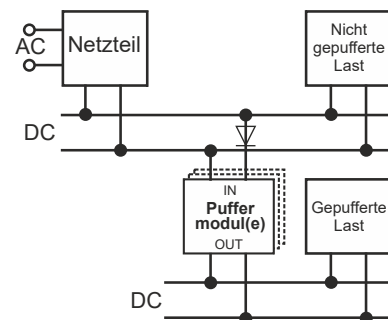 AC
Netzteil
Nicht
gepufferte
Last
DC
IN
Puffer
modul(e)
OUT
Gepufferte
Last
DC